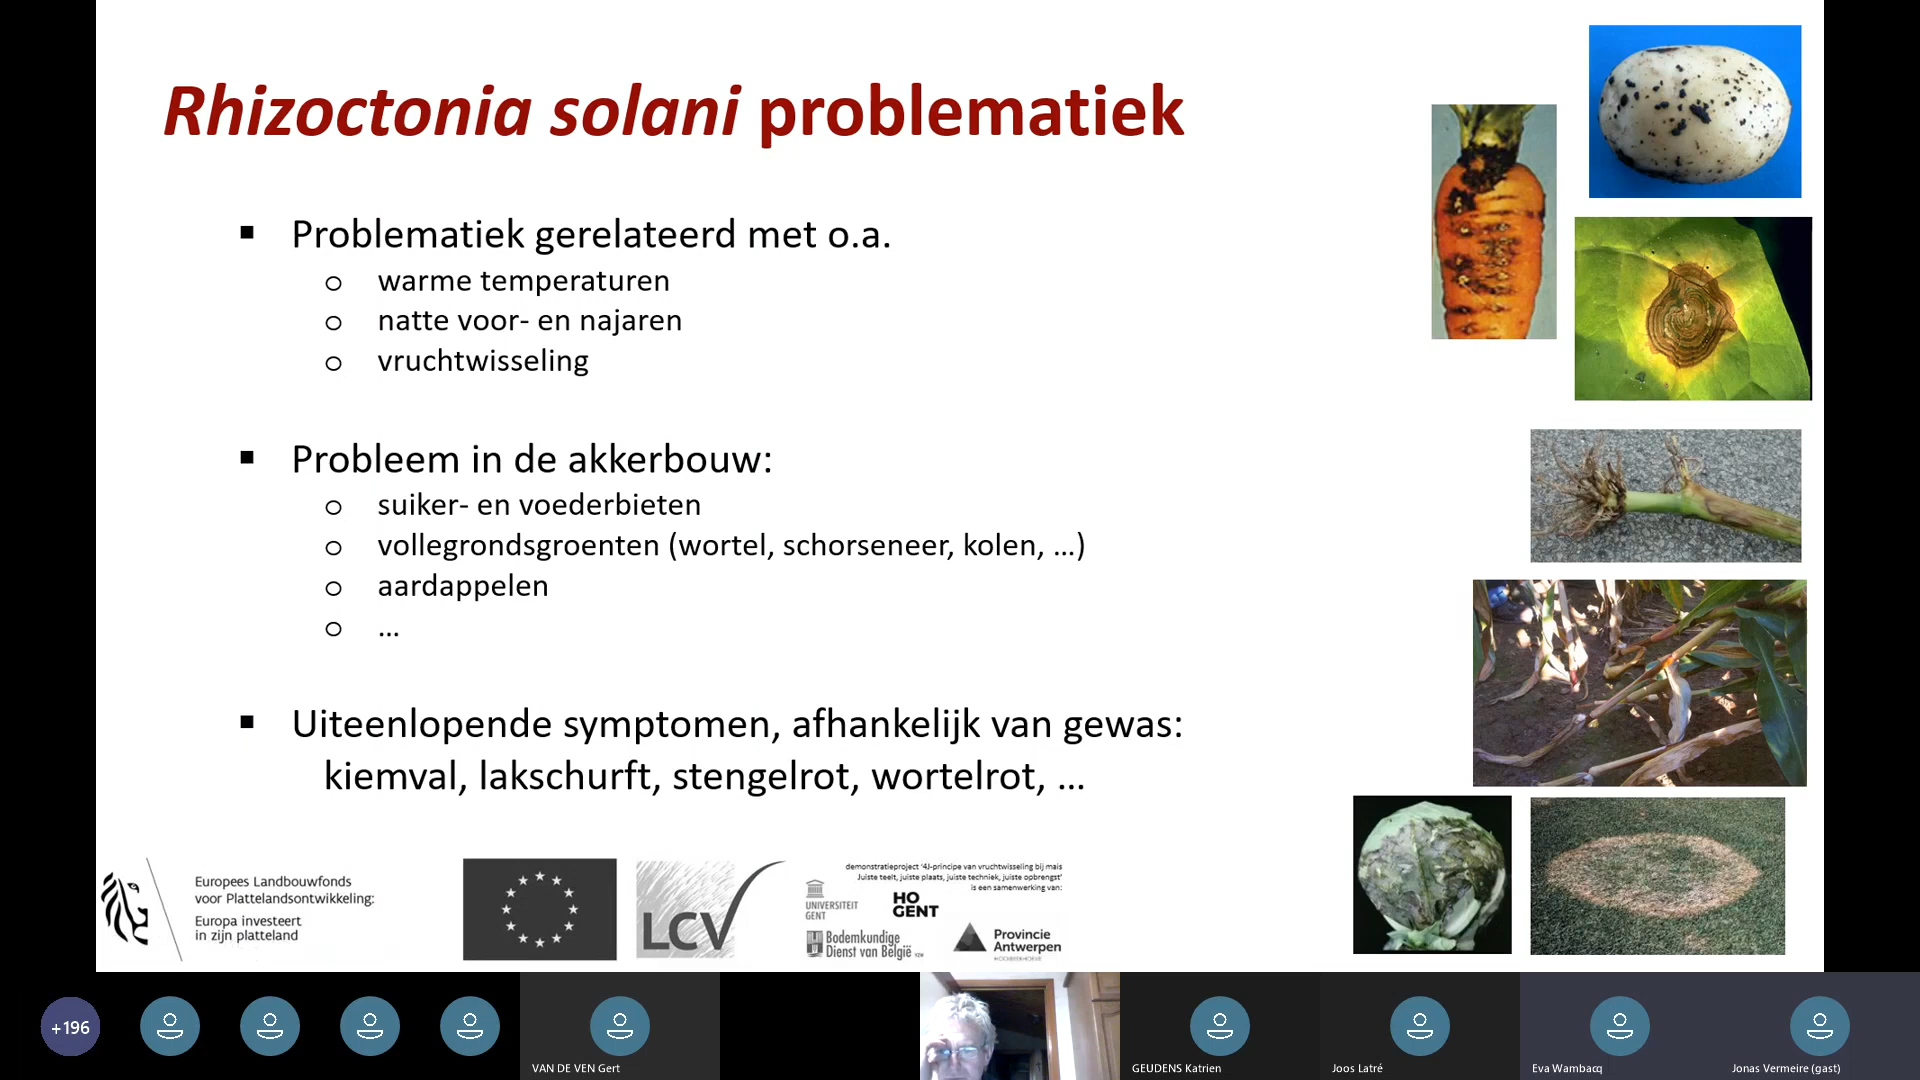 Rhizoctonia solani problematiek
Problematiek gerelateerd met o.a.
warme temperaturen
natte voor- en najaren
vruchtwisseling
Probleem in de akkerbouw:
suiker- en voederbieten
vollegrondsgroenten (wortel, schorseneer, kolen, ...)
aardappelen
...
Uiteenlopende symptomen, afhankelijk van gewas:
kiemval, lakschurft, stengelrot, wortelrot, ...
Europees Landbouwfonds
voor Plattelandsontwikkeling:
Europa investeert
in zijn platteland
LCV
demonstratieproject '4J-principe van vruchtwisseling bij mais
Juiste teelt, juiste plaats, juiste techniek, juiste opbrengst'
is een samenwerking van:
UNIVERSITEIT
GENT
HO
GENT
Bodemkundige
Dienst van België vzw
Provincie
Antwerpen
+196
VAN DE VEN Gert
GEUDENS Katrien
Joos Latré
Eva Wambacq
Jonas Vermeire (gast)